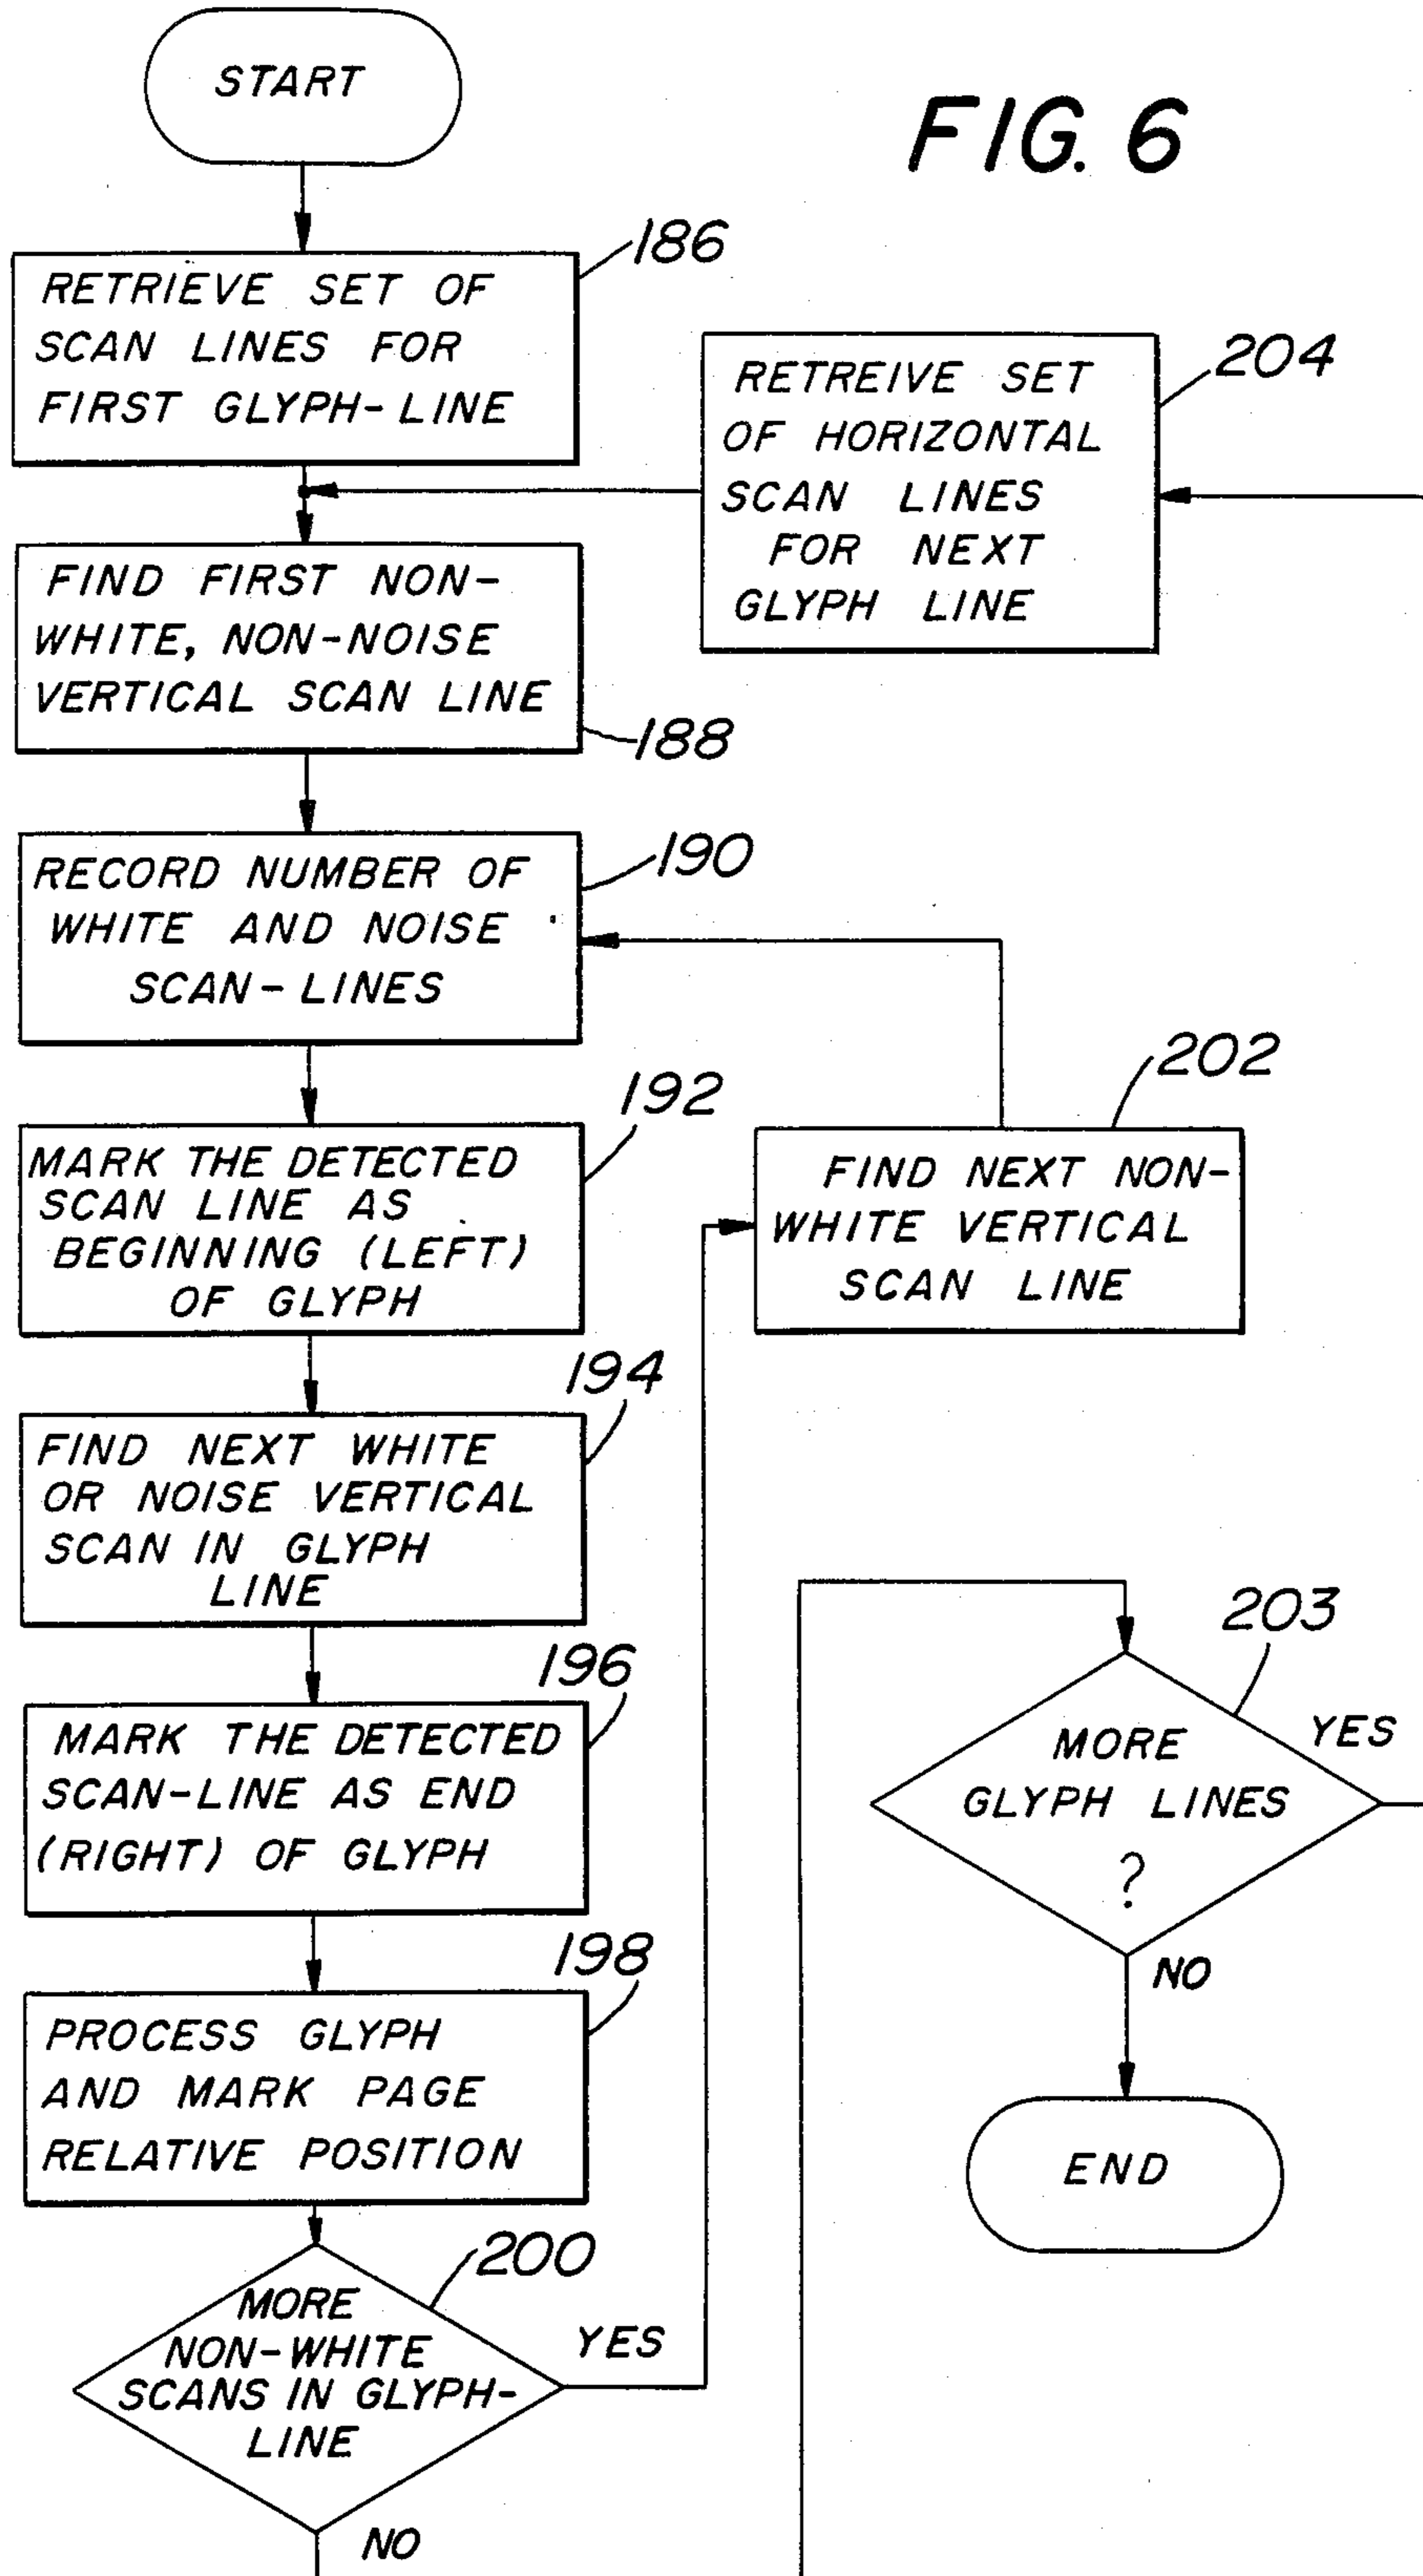 START
FIG. 6
186
RETRIEVE SET OF
SCAN LINES FOR
FIRST GLYPH-LINE
204
RETREIVE SET
OF HORIZONTAL
SCAN LINES
FOR NEXT
GLYPH LINE
FIND FIRST NON-
WHITE, NON-NOISE
VERTICAL SCAN LINE
188
190
RECORD NUMBER OF
WHITE AND NOISE
SCAN-LINES
192
MARK THE DETECTED
SCAN LINE AS
BEGINNING (LEFT)
OF GLYPH
202
FIND NEXT NON-
WHITE VERTICAL
SCAN LINE
194
FIND NEXT WHITE
OR NOISE VERTICAL
SCAN IN GLYPH
LINE
196
MARK THE DETECTED
SCAN-LINE AS END
(RIGHT) OF GLYPH
198
PROCESS GLYPH
AND MARK PAGE
RELATIVE POSITION
200
MORE
NON-WHITE
SCANS IN GLYPH-
LINE
YES
NO
203
MORE
GLYPH LINES
?
YES
NO
END